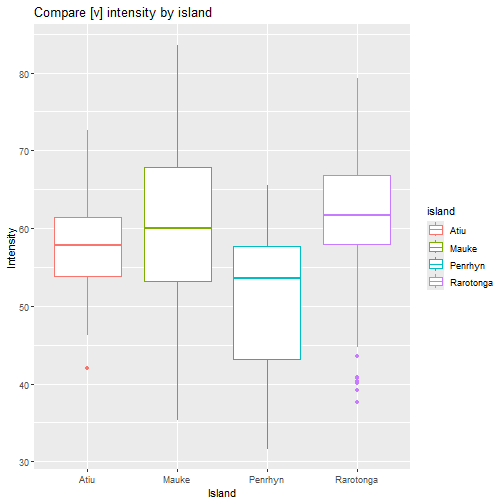 Compare [v] intensity by island
80
70
60
50
40
30
Intensity
Atiu
Mauke
Penrhyn
Rarotonga
Island
island
Atiu
Mauke
Penrhyn
Rarotonga